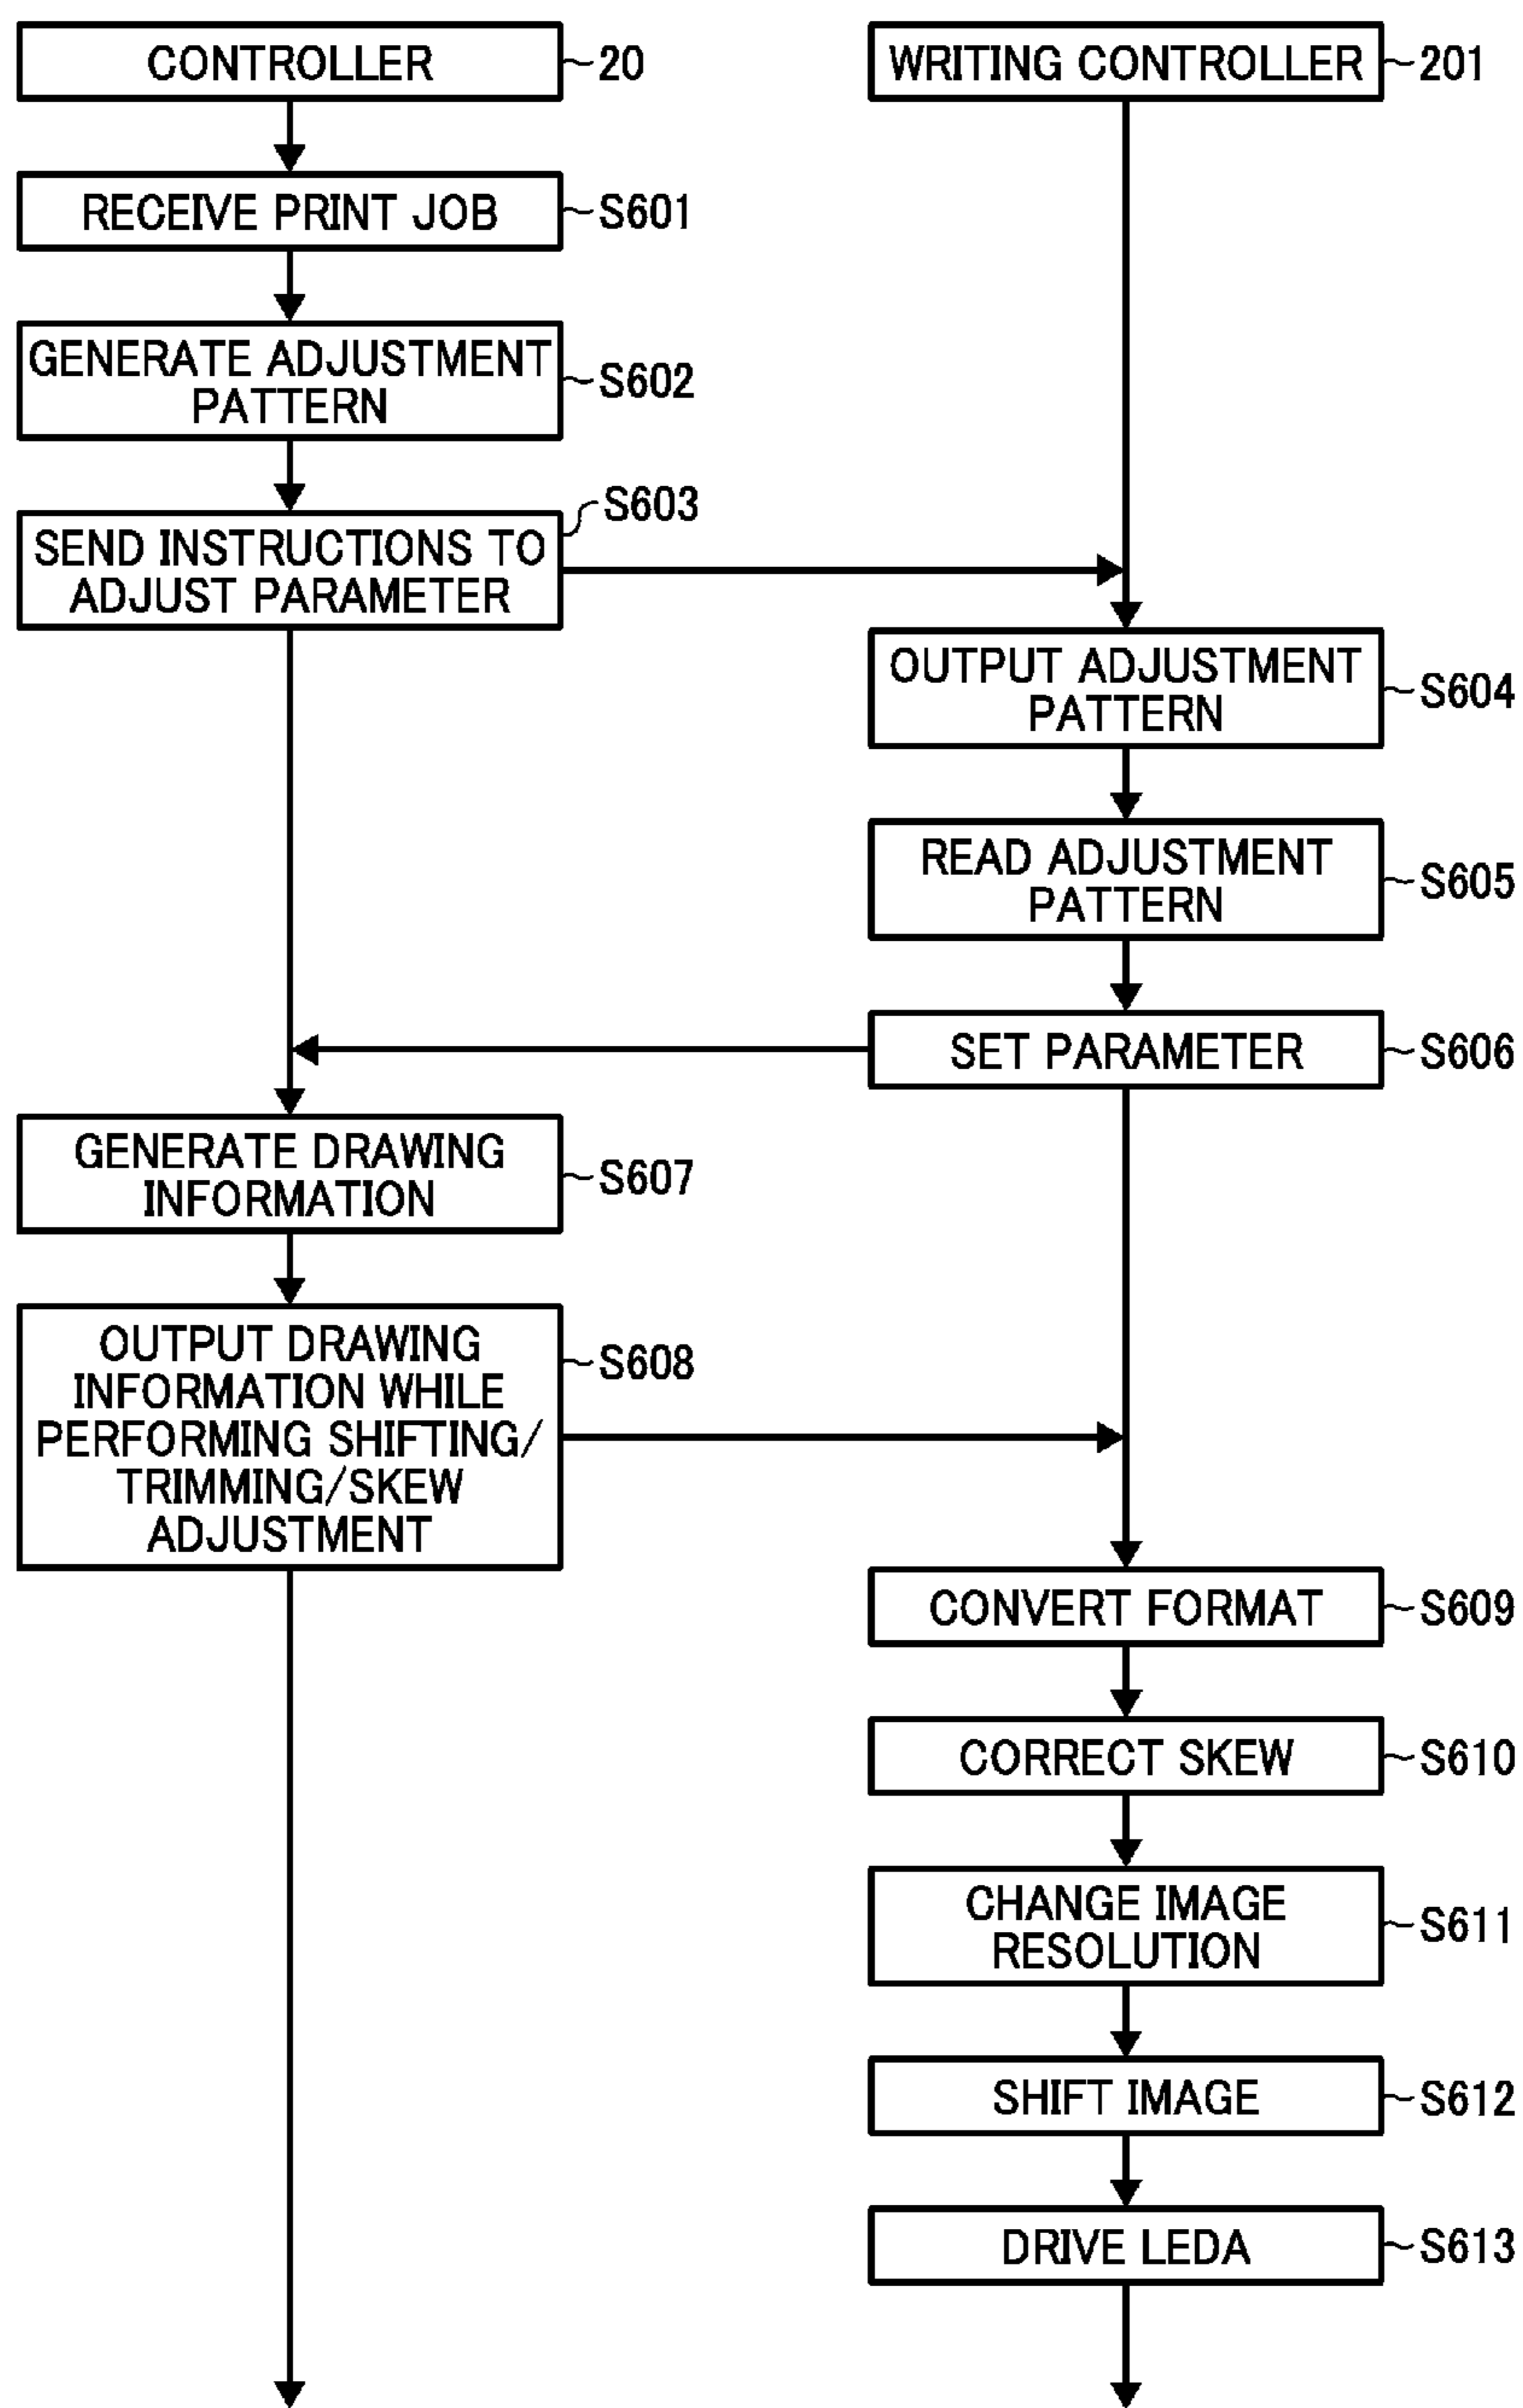 CONTROLLER
20
WRITING CONTROLLER
201
RECEIVE PRINT JOB
S601
GENERATE ADJUSTMENT
PATTERN
S602
SEND INSTRUCTIONS TO
ADJUST PARAMETER
S603
OUTPUT ADJUSTMENT
PATTERN
S604
READ ADJUSTMENT
PATTERN
S605
SET PARAMETER
S606
GENERATE DRAWING
INFORMATION
S607
OUTPUT DRAWING
INFORMATION WHILE
PERFORMING SHIFTING/
TRIMMING/SKEW
ADJUSTMENT
S608
CONVERT FORMAT
S609
CORRECT SKEW
S610
CHANGE IMAGE
RESOLUTION
S611
SHIFT IMAGE
S612
DRIVE LEDA
S613